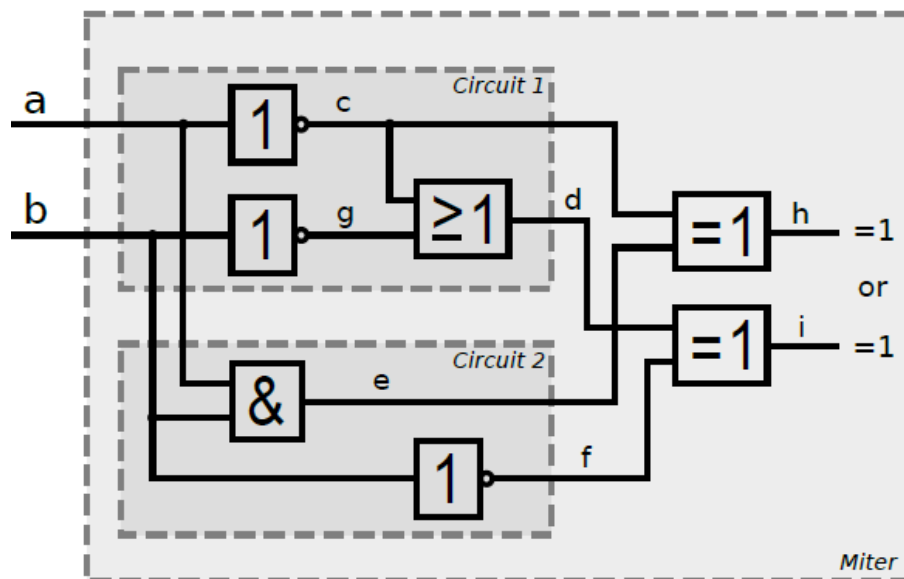 Circuit 1
a
1
c
b
1
g
≥1
d
=1
h
=1
or
=1
i
=1
Circuit 2
&
e
1
f
Miter